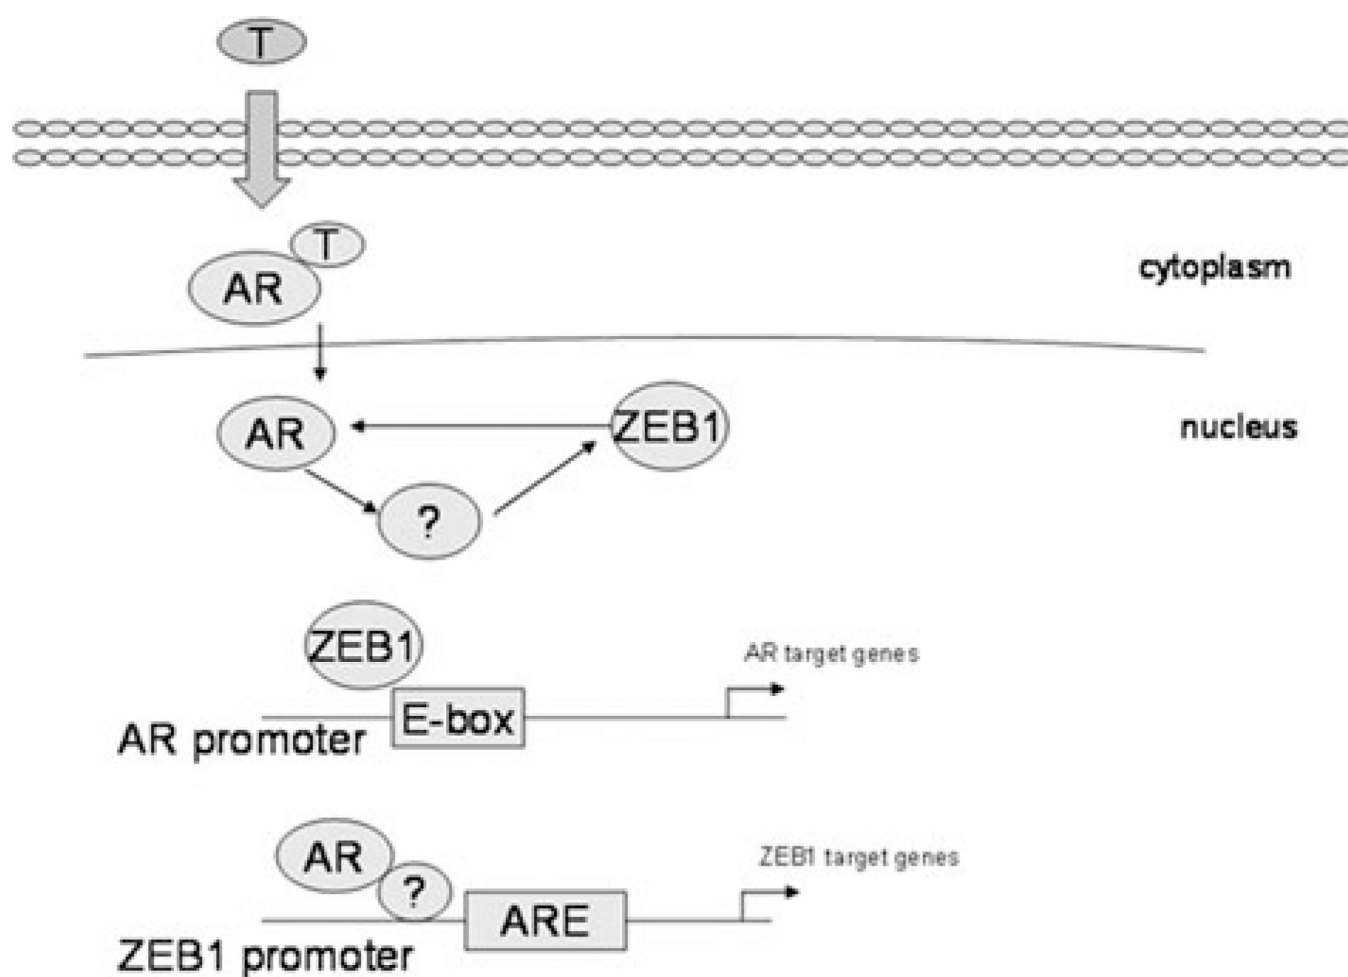 T
T
AR
cytoplasm
AR
ZEB1
nucleus
?
ZEB1
AR target genes
E-box
AR promoter
AR
?
ZEB1 target genes
ARE
ZEB1 promoter